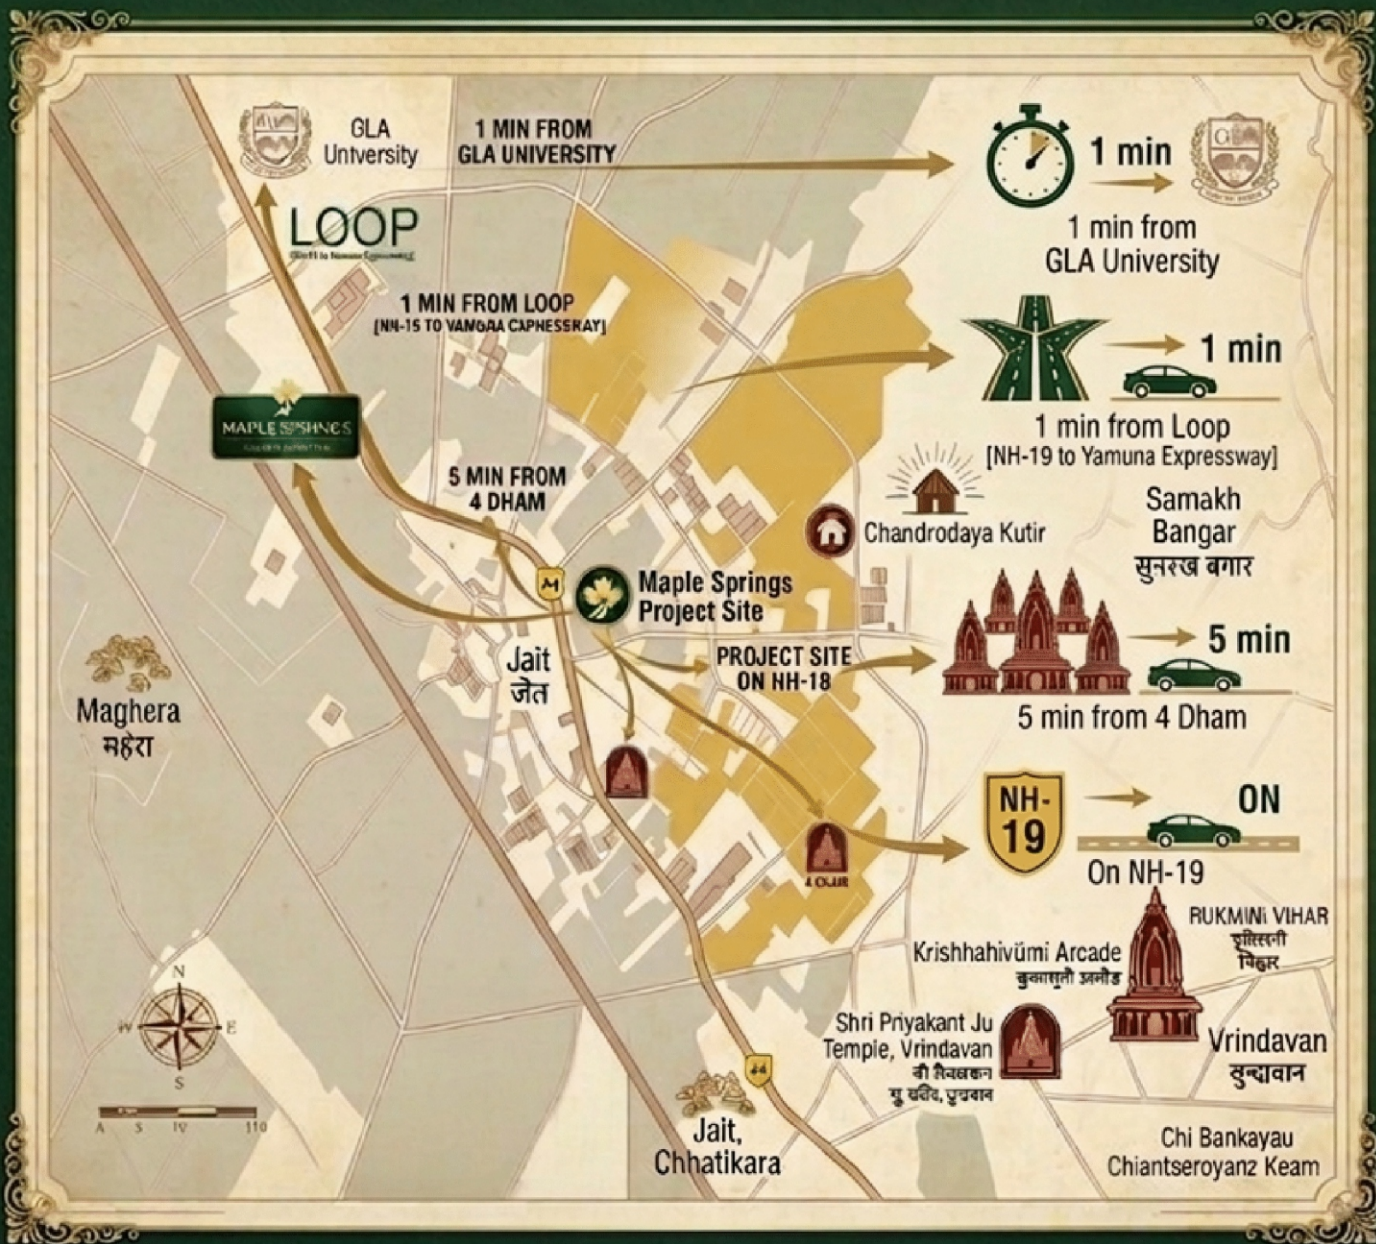 GLA
Untversity
1 MIN FROM
GLA UNIVERSITY
1 min
1 min from
GLA University
LOOP
1 MIN FROM LOOP
[NH-15 TO VAMGAA CAPHESSRAY]
1 min
1 min from Loop
[NH-19 to Yamuna Expressway]
MAPLE
5 MIN FROM
4 DHAM
Chandrodaya Kutir
Samakh
Bangar
सुनरख बगार
Maple Springs
Project Site
Jait
जेत
PROJECT SITE
ON NH-18
5 min
5 min from 4 Dham
Maghera
महेरा
NH-
19
ON
On NH-19
RUKMINI VIHAR
विहार
Krishhahivümi Arcade
Shri Priyakant Ju
Temple, Vrindavan
Vrindavan
वुन्दावान
N
W
E
S
A S 110
44
Jait,
Chhatikara
Chi Bankayau
Chiantseroyanz Keam